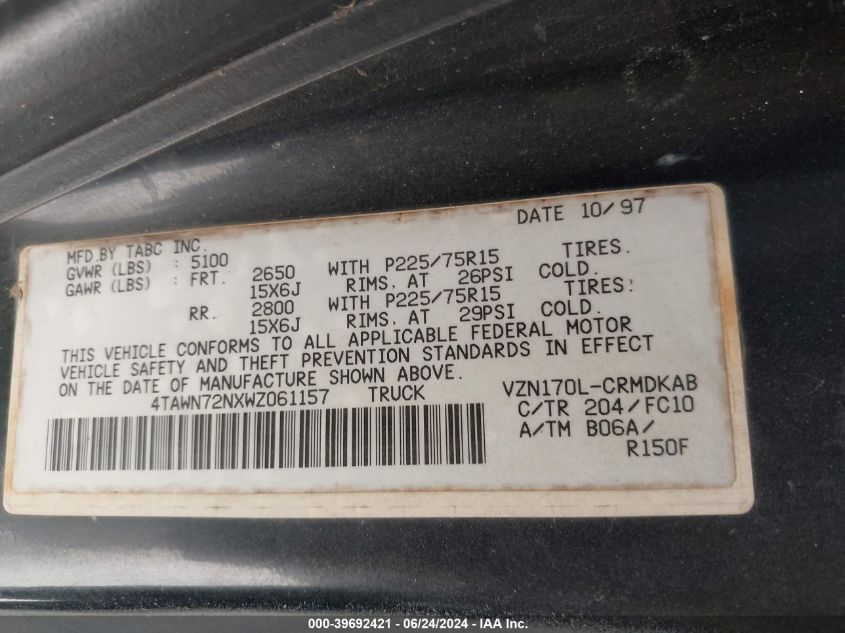 DATE 10/97
MFD.BY TABC INC.
GVWR (LBS) : 5100
GAWR (LBS) : FRT. 2650 WITH P225/75R15 TIRES.
15X6J RIMS, AT 26PSI COLD.
RR. 2800 WITH P225/75R15 TIRES:
15X6J RIMS, AT 29PSI COLD.
THIS VEHICLE CONFORMS TO ALL APPLICABLE FEDERAL MOTOR
VEHICLE SAFETY AND THEFT PREVENTION STANDARDS IN EFFECT
ON THE DATE OF MANUFACTURE SHOWN ABOVE.
4TAWN72NXWZ061157 TRUCK VZN170L-CRMDKAB
C/TR 204/FC10
A/TM B06A/
R150F
000-39692421 - 06/24/2024 - IAA Inc.